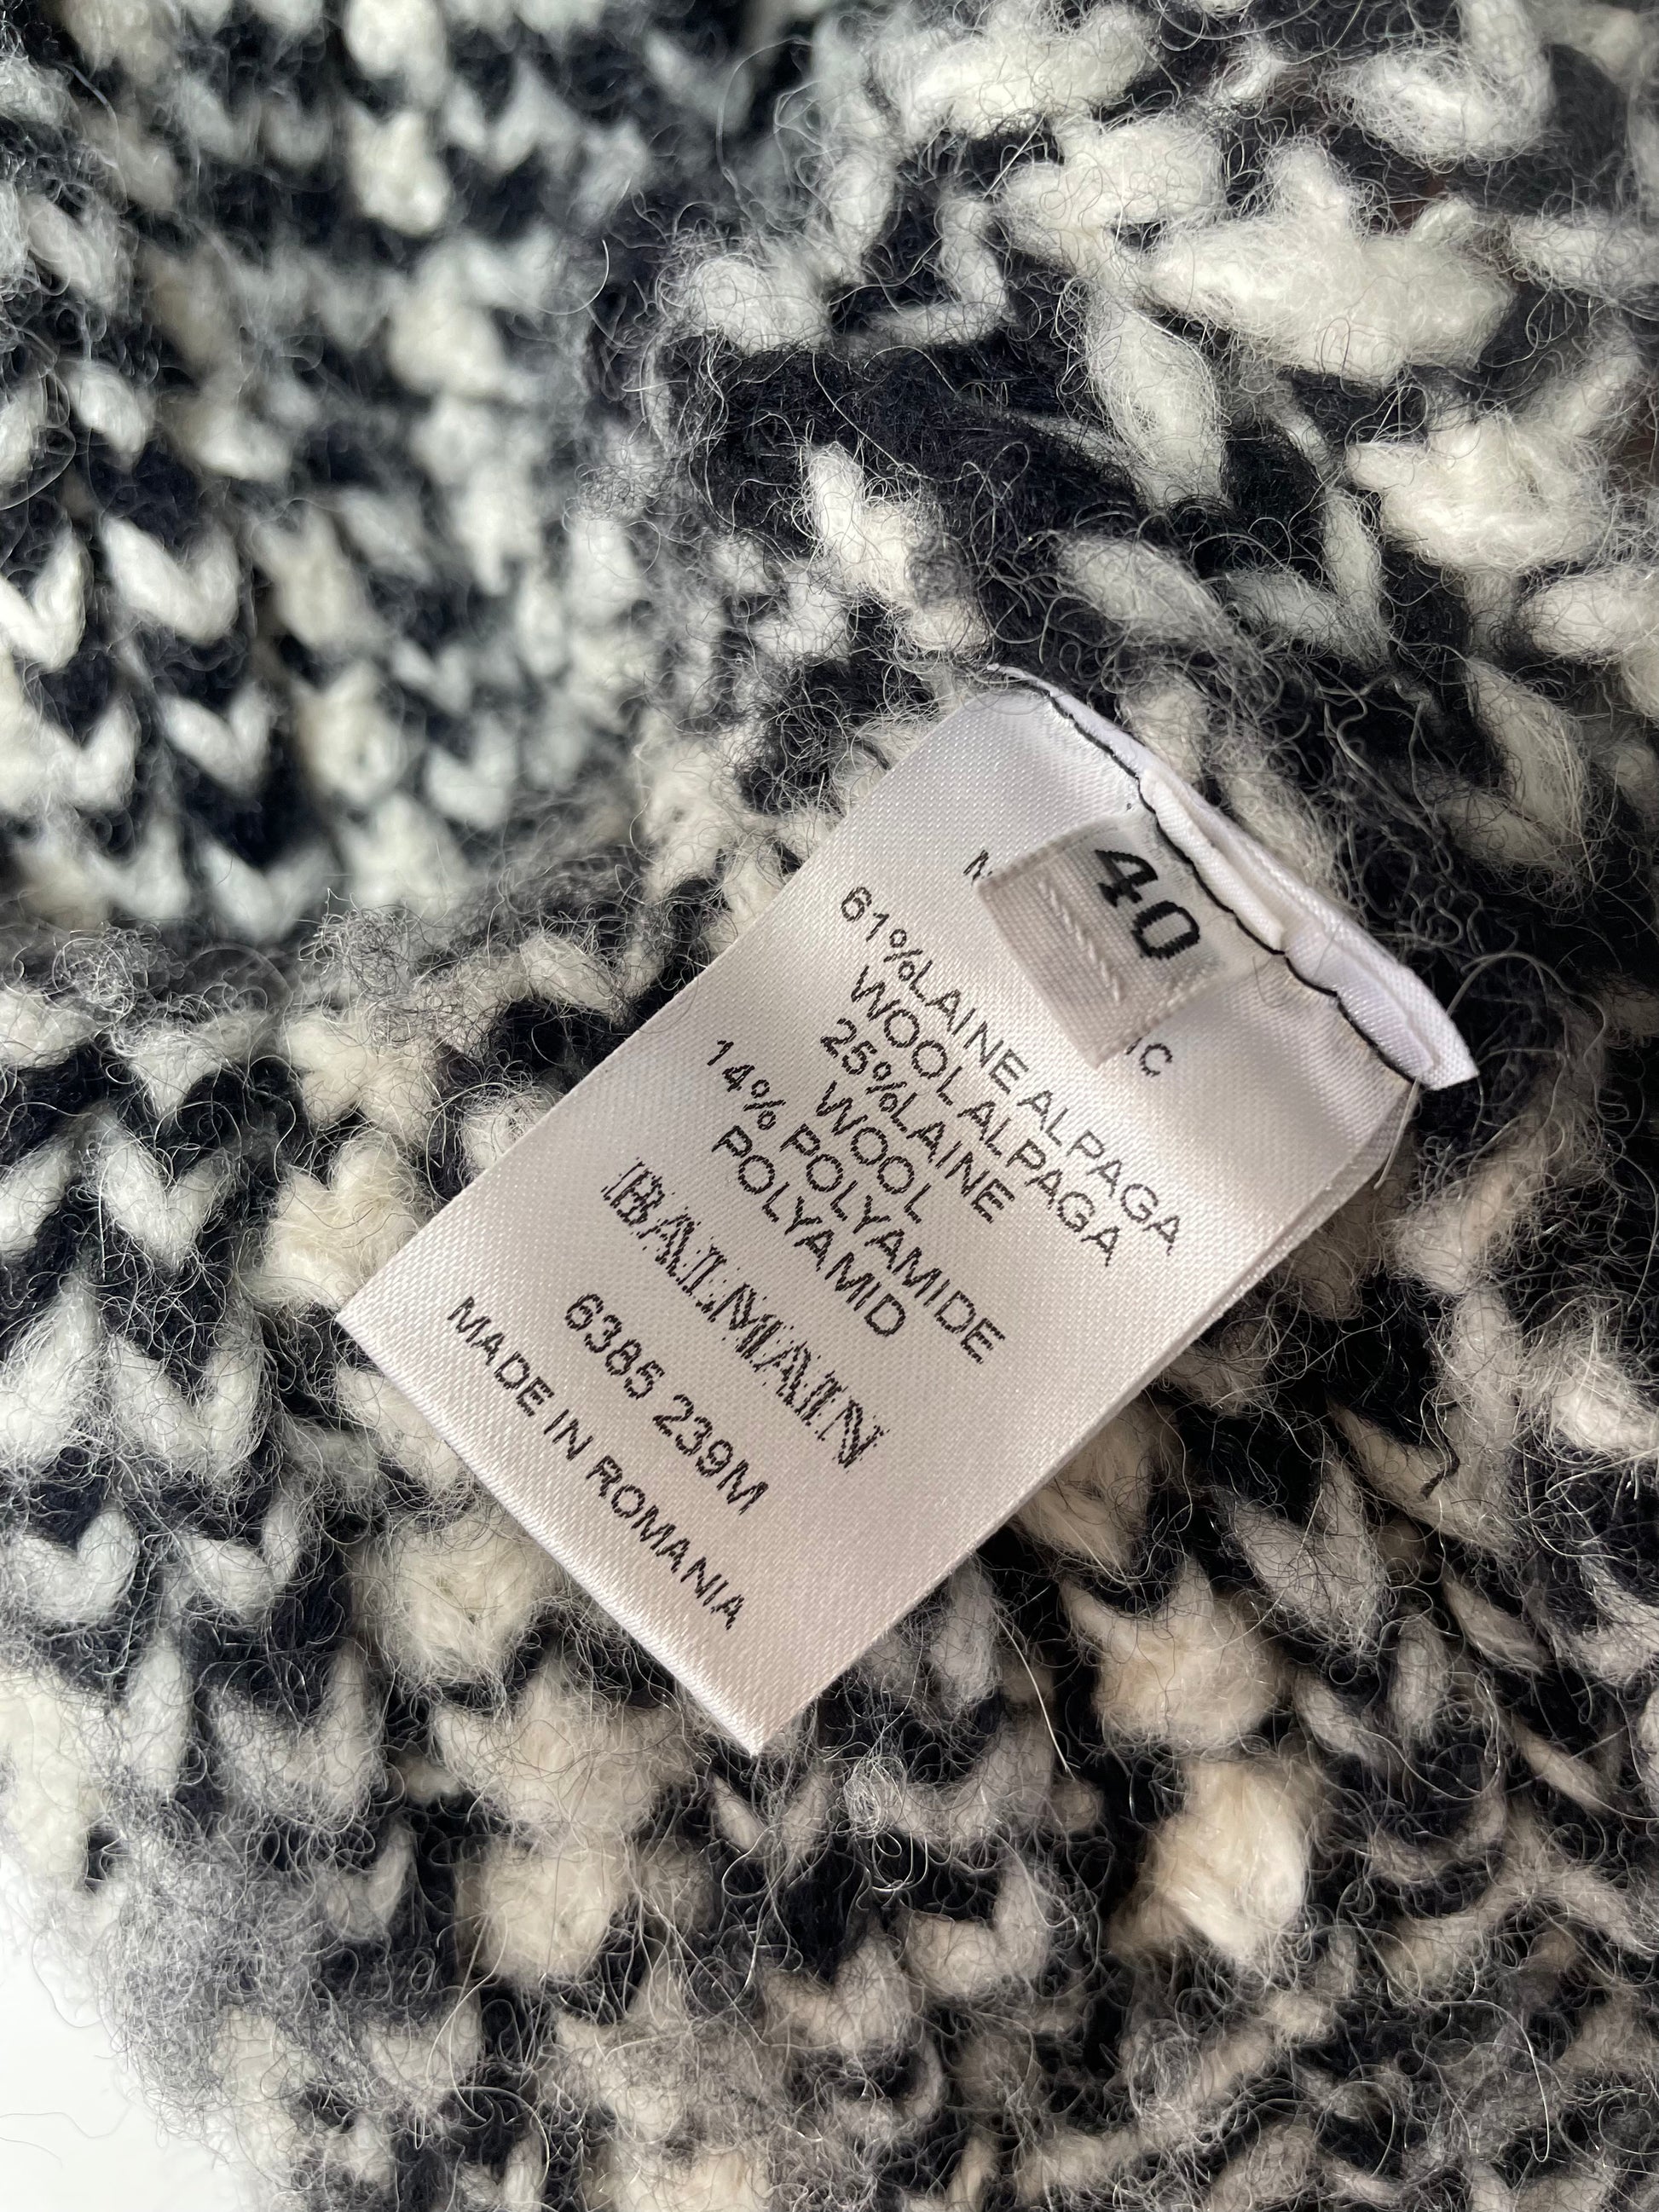 40
61%LAINE ALPAGA
WOOL ALPAGA
25%LAINE
WOOL
14% POLYAMIDE
POLYAMID
BALMAIN
6385 239M
MADE IN ROMANIA